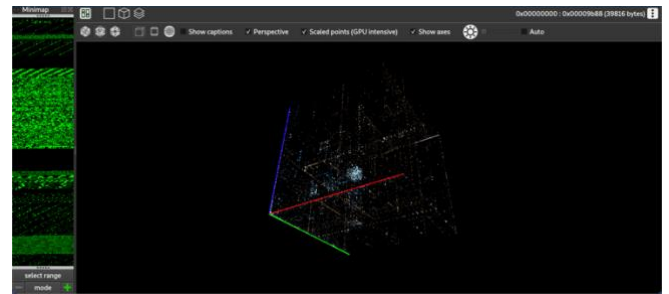 Minimap
0x00000000 : 0x00009b88 (39816 bytes)
Show captions
Perspective
Scaled points (GPU intensive)
Show axes
Auto
select range
mode